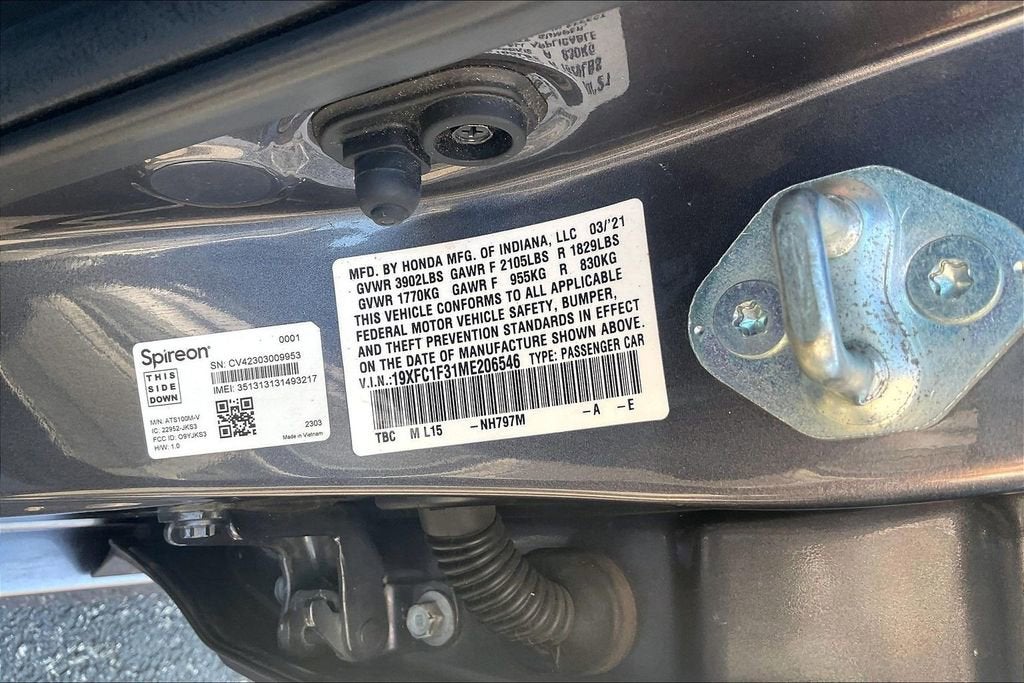 Spireon®
0001
SN: CV42303009953
THIS
SIDE
DOWN
IMEI: 351313131493217
M/N: ATS100M-V
IC: 22952-JKS3
FCC ID: O9YJKS3
H/W: 1.0
2303
Made in Vietnam
MFD. BY HONDA MFG. OF INDIANA, LLC 03/'21
GVWR 3902LBS GAWR F 2105LBS R 1829LBS
GVWR 1770KG GAWR F 955KG R 830KG
THIS VEHICLE CONFORMS TO ALL APPLICABLE
FEDERAL MOTOR VEHICLE SAFETY, BUMPER,
AND THEFT PREVENTION STANDARDS IN EFFECT
ON THE DATE OF MANUFACTURE SHOWN ABOVE.
V.I.N.:19XFC1F31ME206546 TYPE: PASSENGER CAR
TBC M L15 -NH797M -A -E